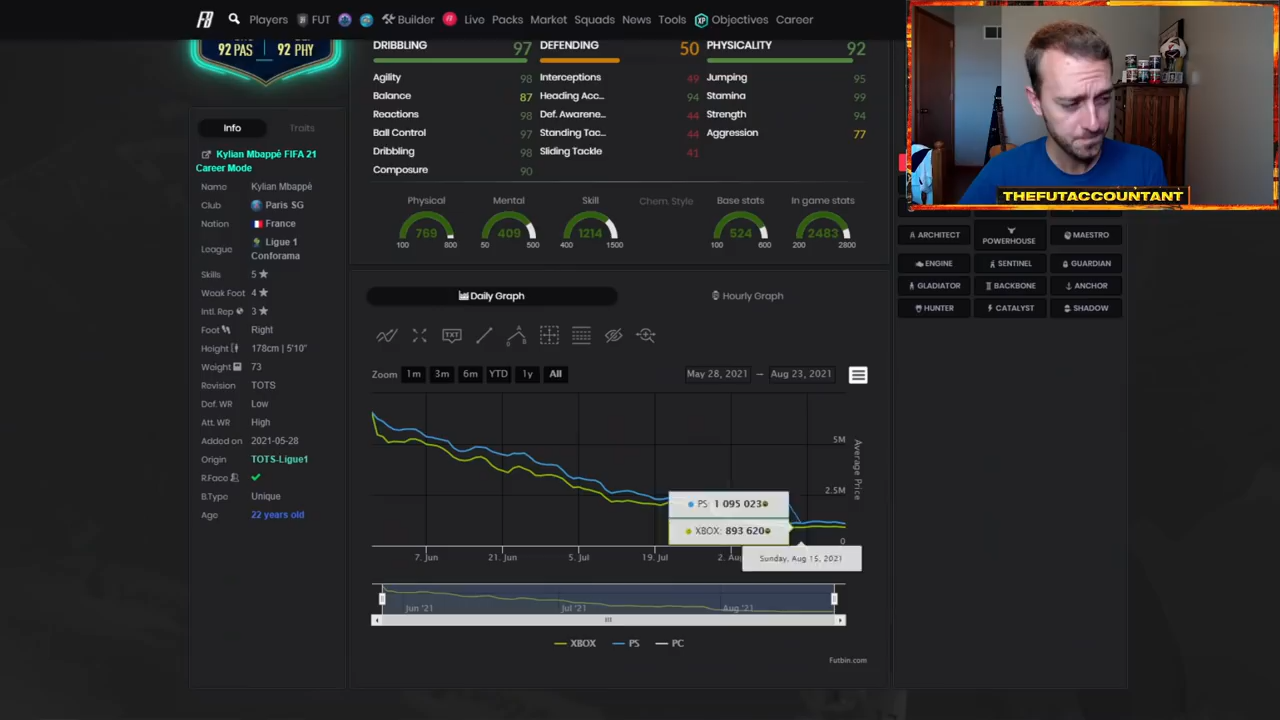 F8 Players FUT Builder Live Packs Market Squads News Tools XP Objectives Career
92 PAS 92 PHY
DRIBBLING 97 DEFENDING 50 PHYSICALITY 92
Agility 98 Interceptions 49 Jumping 95
Balance 87 Heading Acc... 94 Stamina 99
Reactions 98 Def. Awarene... 44 Strength 94
Ball Control 97 Standing Tac... 44 Aggression 77
Dribbling 98 Sliding Tackle 41
Composure 90
Info Traits
Kylian Mbappé FIFA 21
Career Mode
Name Kylian Mbappé
Club Paris SG
Nation France
League Ligue 1
Conforama
Skills 5
Weak Foot 4
Intl. Rep 3
Foot Right
Height 178cm | 5'10"
Weight 73
Revision TOTS
Def. WR Low
Att. WR High
Added on 2021-05-28
Origin TOTS-Ligue1
R.Face
B.Type Unique
Age 22 years old
Physical Mental Skill Chem. Style Base stats In game stats
769 409 1214 524 2483
100 800 50 500 400 1500 100 600 200 2800
Daily Graph Hourly Graph
TXT
Zoom 1m 3m 6m YTD 1y All May 28, 2021 → Aug 23, 2021
5M
2.5M
0
Average Price
PS: 1 095 023
XBOX: 893 620
Sunday, Aug 15, 2021
7. Jun 21. Jun 5. Jul 19. Jul 2. Aug
Jun '21 Jul '21 Aug '21
XBOX PS PC
Futbin.com
THEFUTACCOUNTANT
ARCHITECT POWERHOUSE MAESTRO
ENGINE SENTINEL GUARDIAN
GLADIATOR BACKBONE ANCHOR
HUNTER CATALYST SHADOW